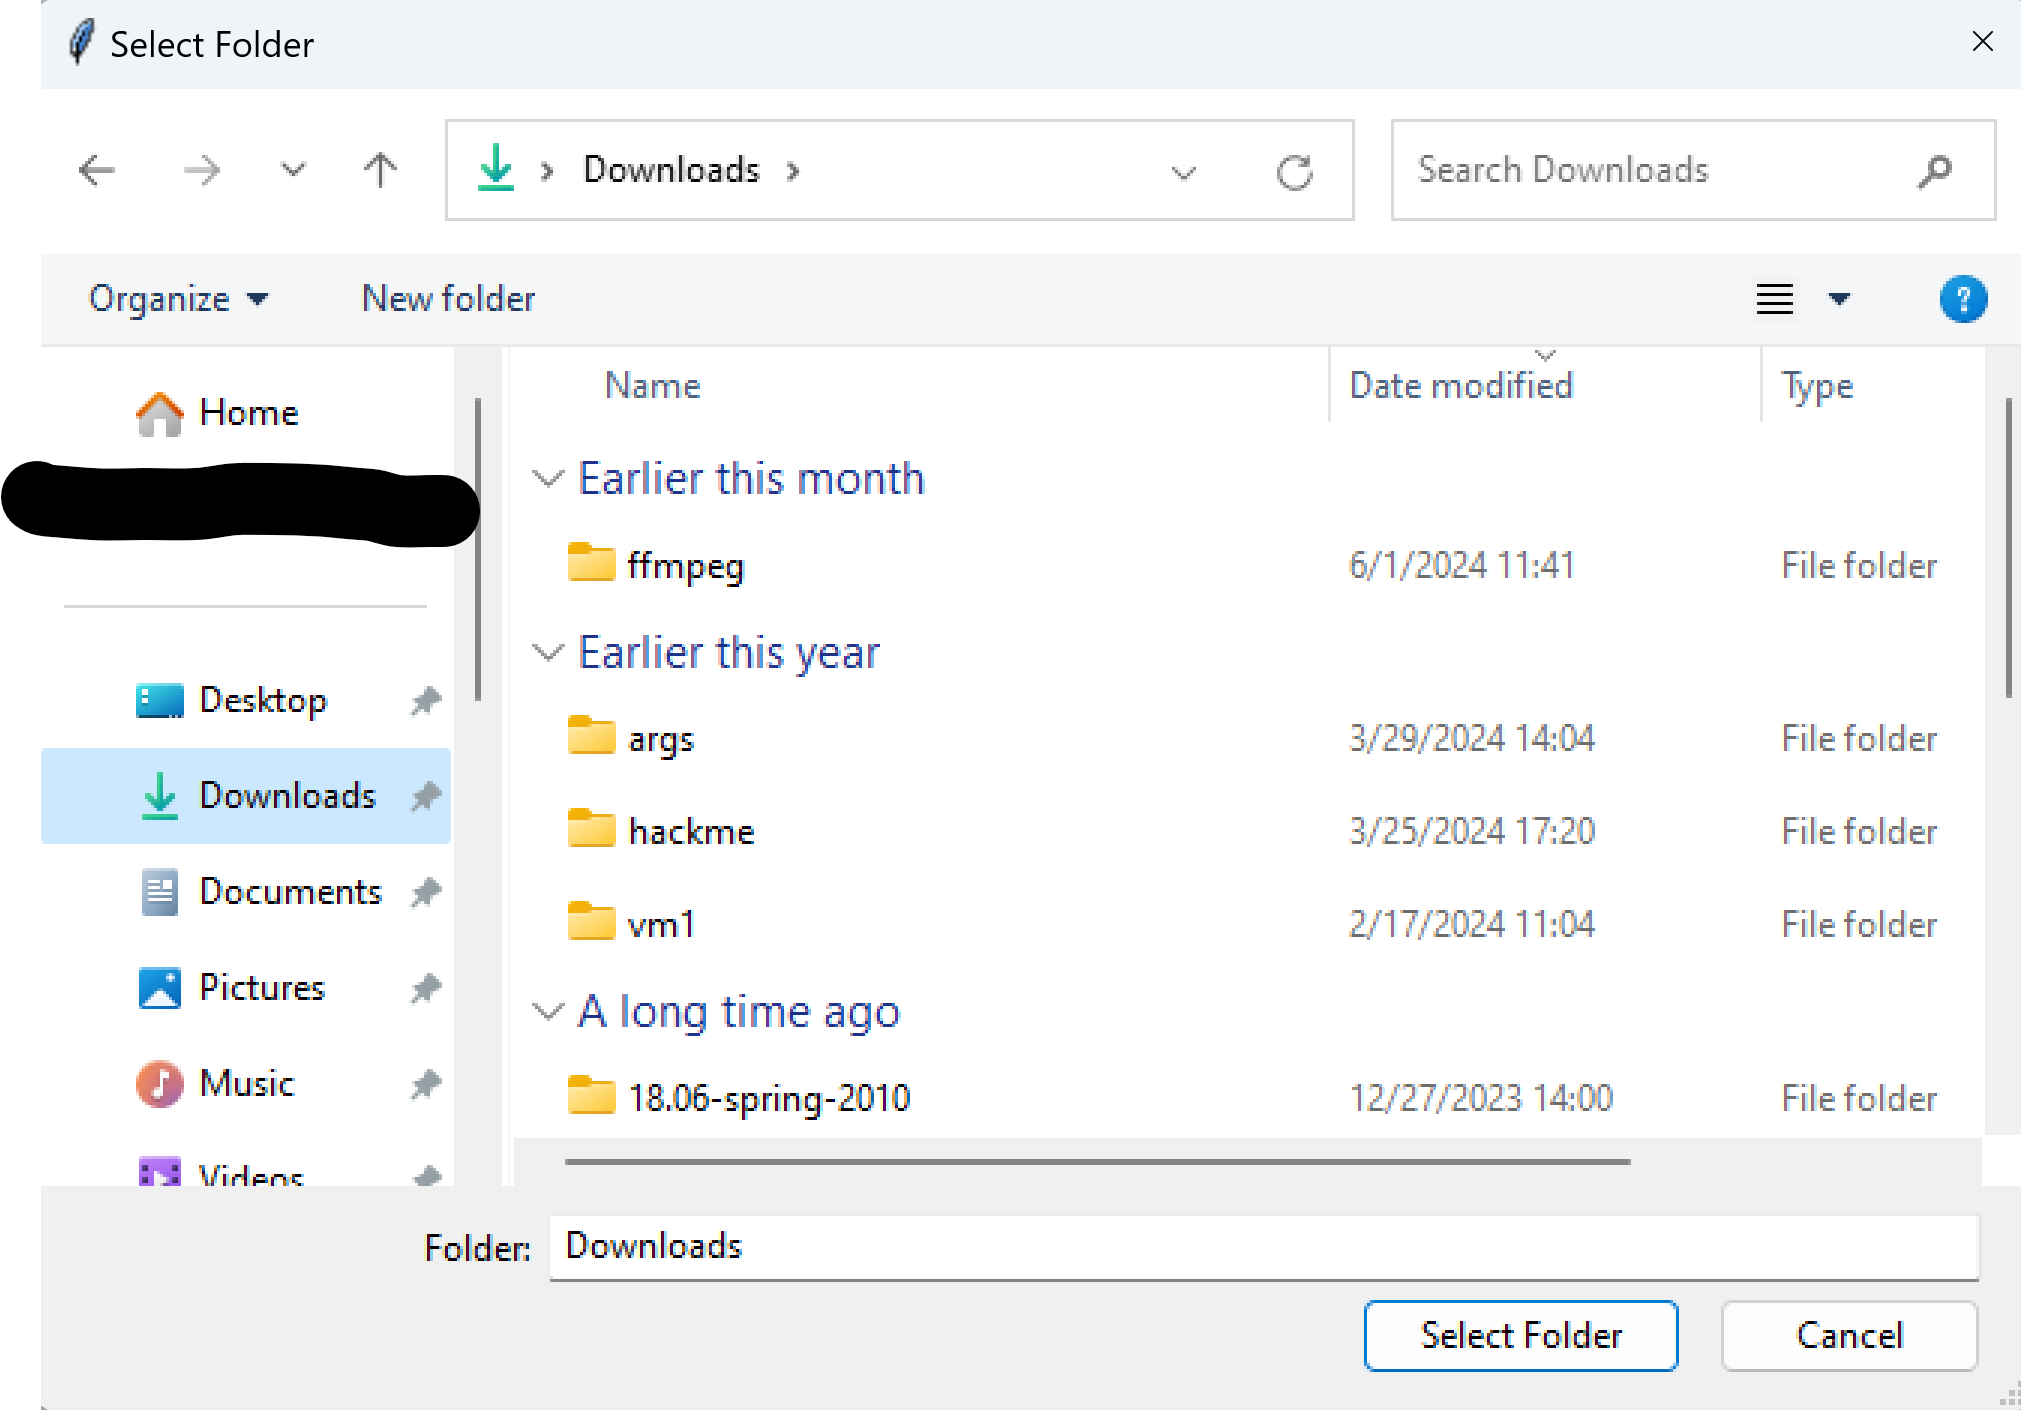 Select Folder
Downloads
Search Downloads
Organize
New folder
Home
Desktop
Downloads
Documents
Pictures
Music
Videos
Name Date modified Type
Earlier this month
ffmpeg 6/1/2024 11:41 File folder
Earlier this year
args 3/29/2024 14:04 File folder
hackme 3/25/2024 17:20 File folder
vm1 2/17/2024 11:04 File folder
A long time ago
18.06-spring-2010 12/27/2023 14:00 File folder
Folder: Downloads
Select Folder Cancel